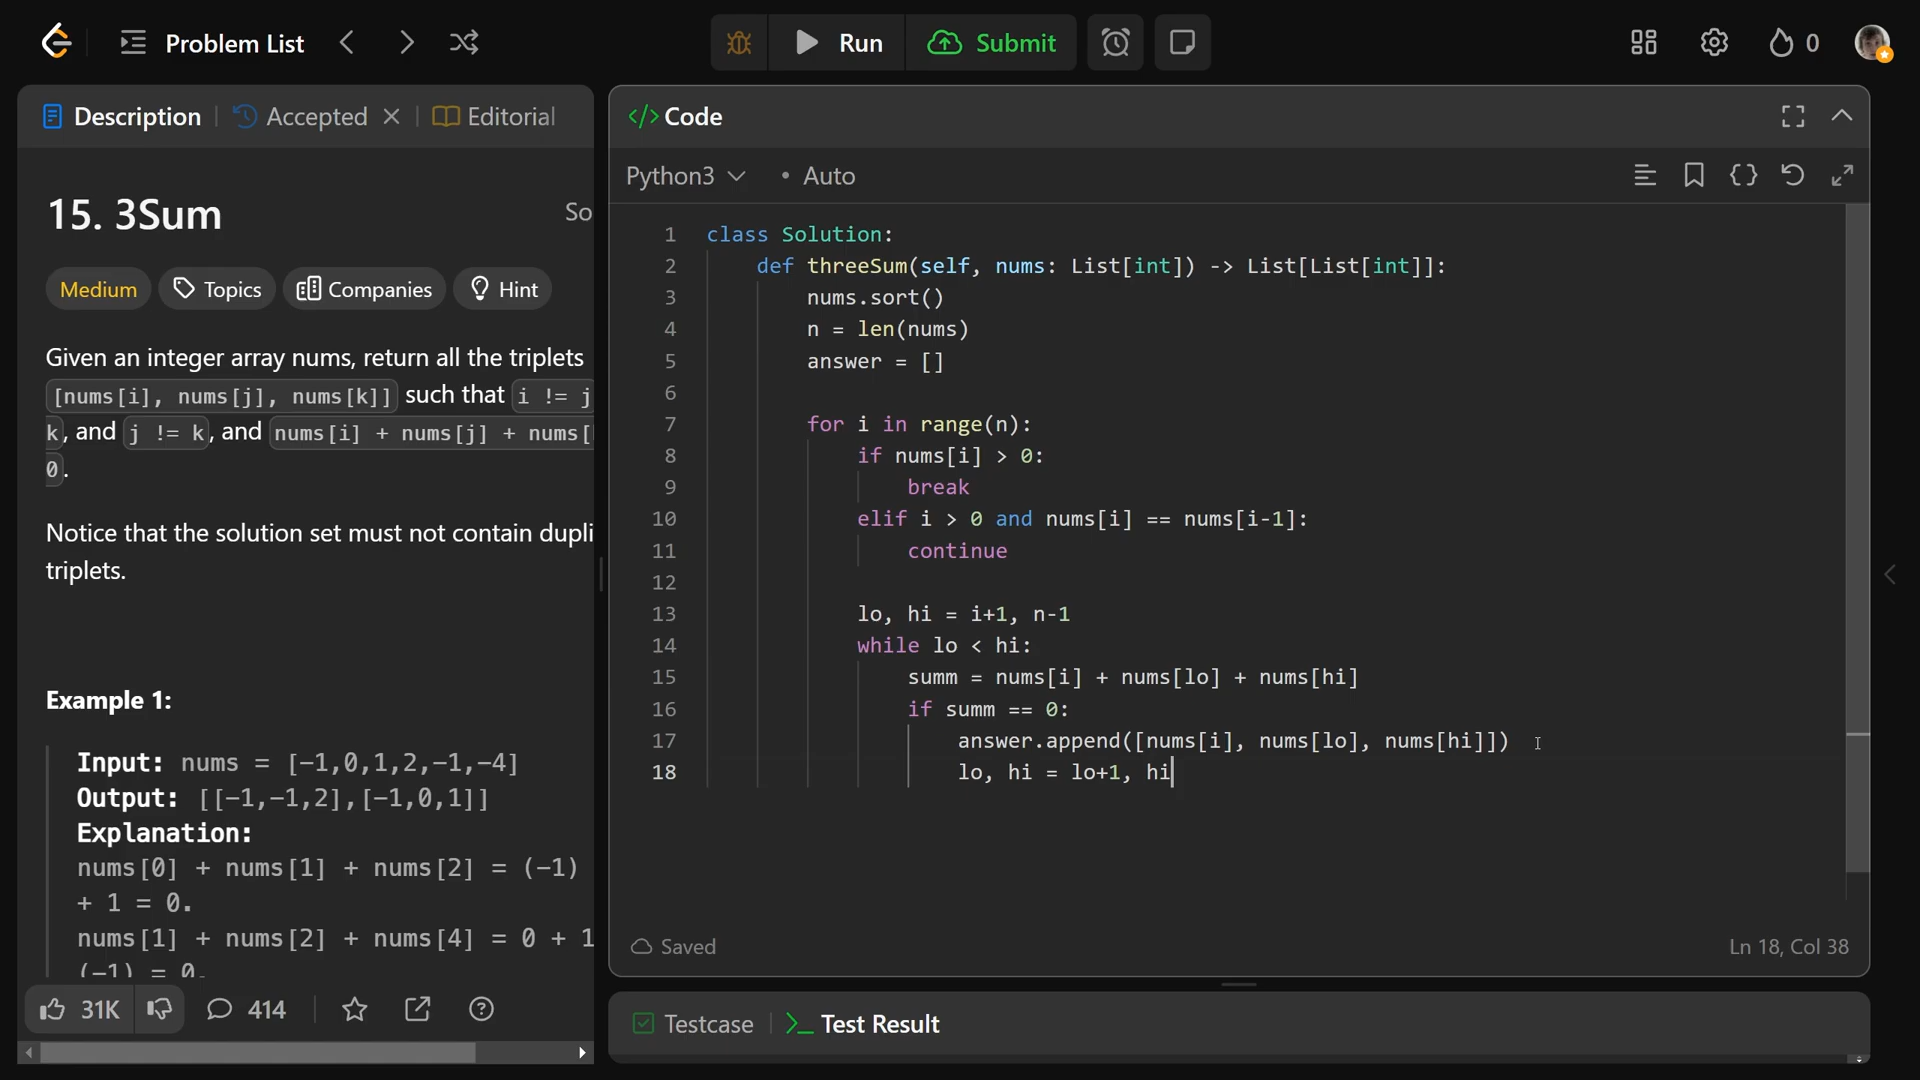 Problem List
Run
Submit
0
Description
Accepted
Editorial
15. 3Sum
So
Medium
Topics
Companies
Hint
Given an integer array nums, return all the triplets
[nums[i], nums[j], nums[k]] such that i != j
k, and j != k, and nums[i] + nums[j] + nums[
0.
Notice that the solution set must not contain dupli
triplets.
Example 1:
Input: nums = [-1,0,1,2,-1,-4]
Output: [[-1,-1,2],[-1,0,1]]
Explanation:
nums[0] + nums[1] + nums[2] = (-1)
+ 1 = 0.
nums[1] + nums[2] + nums[4] = 0 + 1
(-1) = 0.
31K
414
</> Code
Python3
• Auto
1 class Solution:
2 def threeSum(self, nums: List[int]) -> List[List[int]]:
3 nums.sort()
4 n = len(nums)
5 answer = []
6
7 for i in range(n):
8 if nums[i] > 0:
9 break
10 elif i > 0 and nums[i] == nums[i-1]:
11 continue
12
13 lo, hi = i+1, n-1
14 while lo < hi:
15 summ = nums[i] + nums[lo] + nums[hi]
16 if summ == 0:
17 answer.append([nums[i], nums[lo], nums[hi]])
18 lo, hi = lo+1, hi
Saved
Ln 18, Col 38
Testcase
Test Result